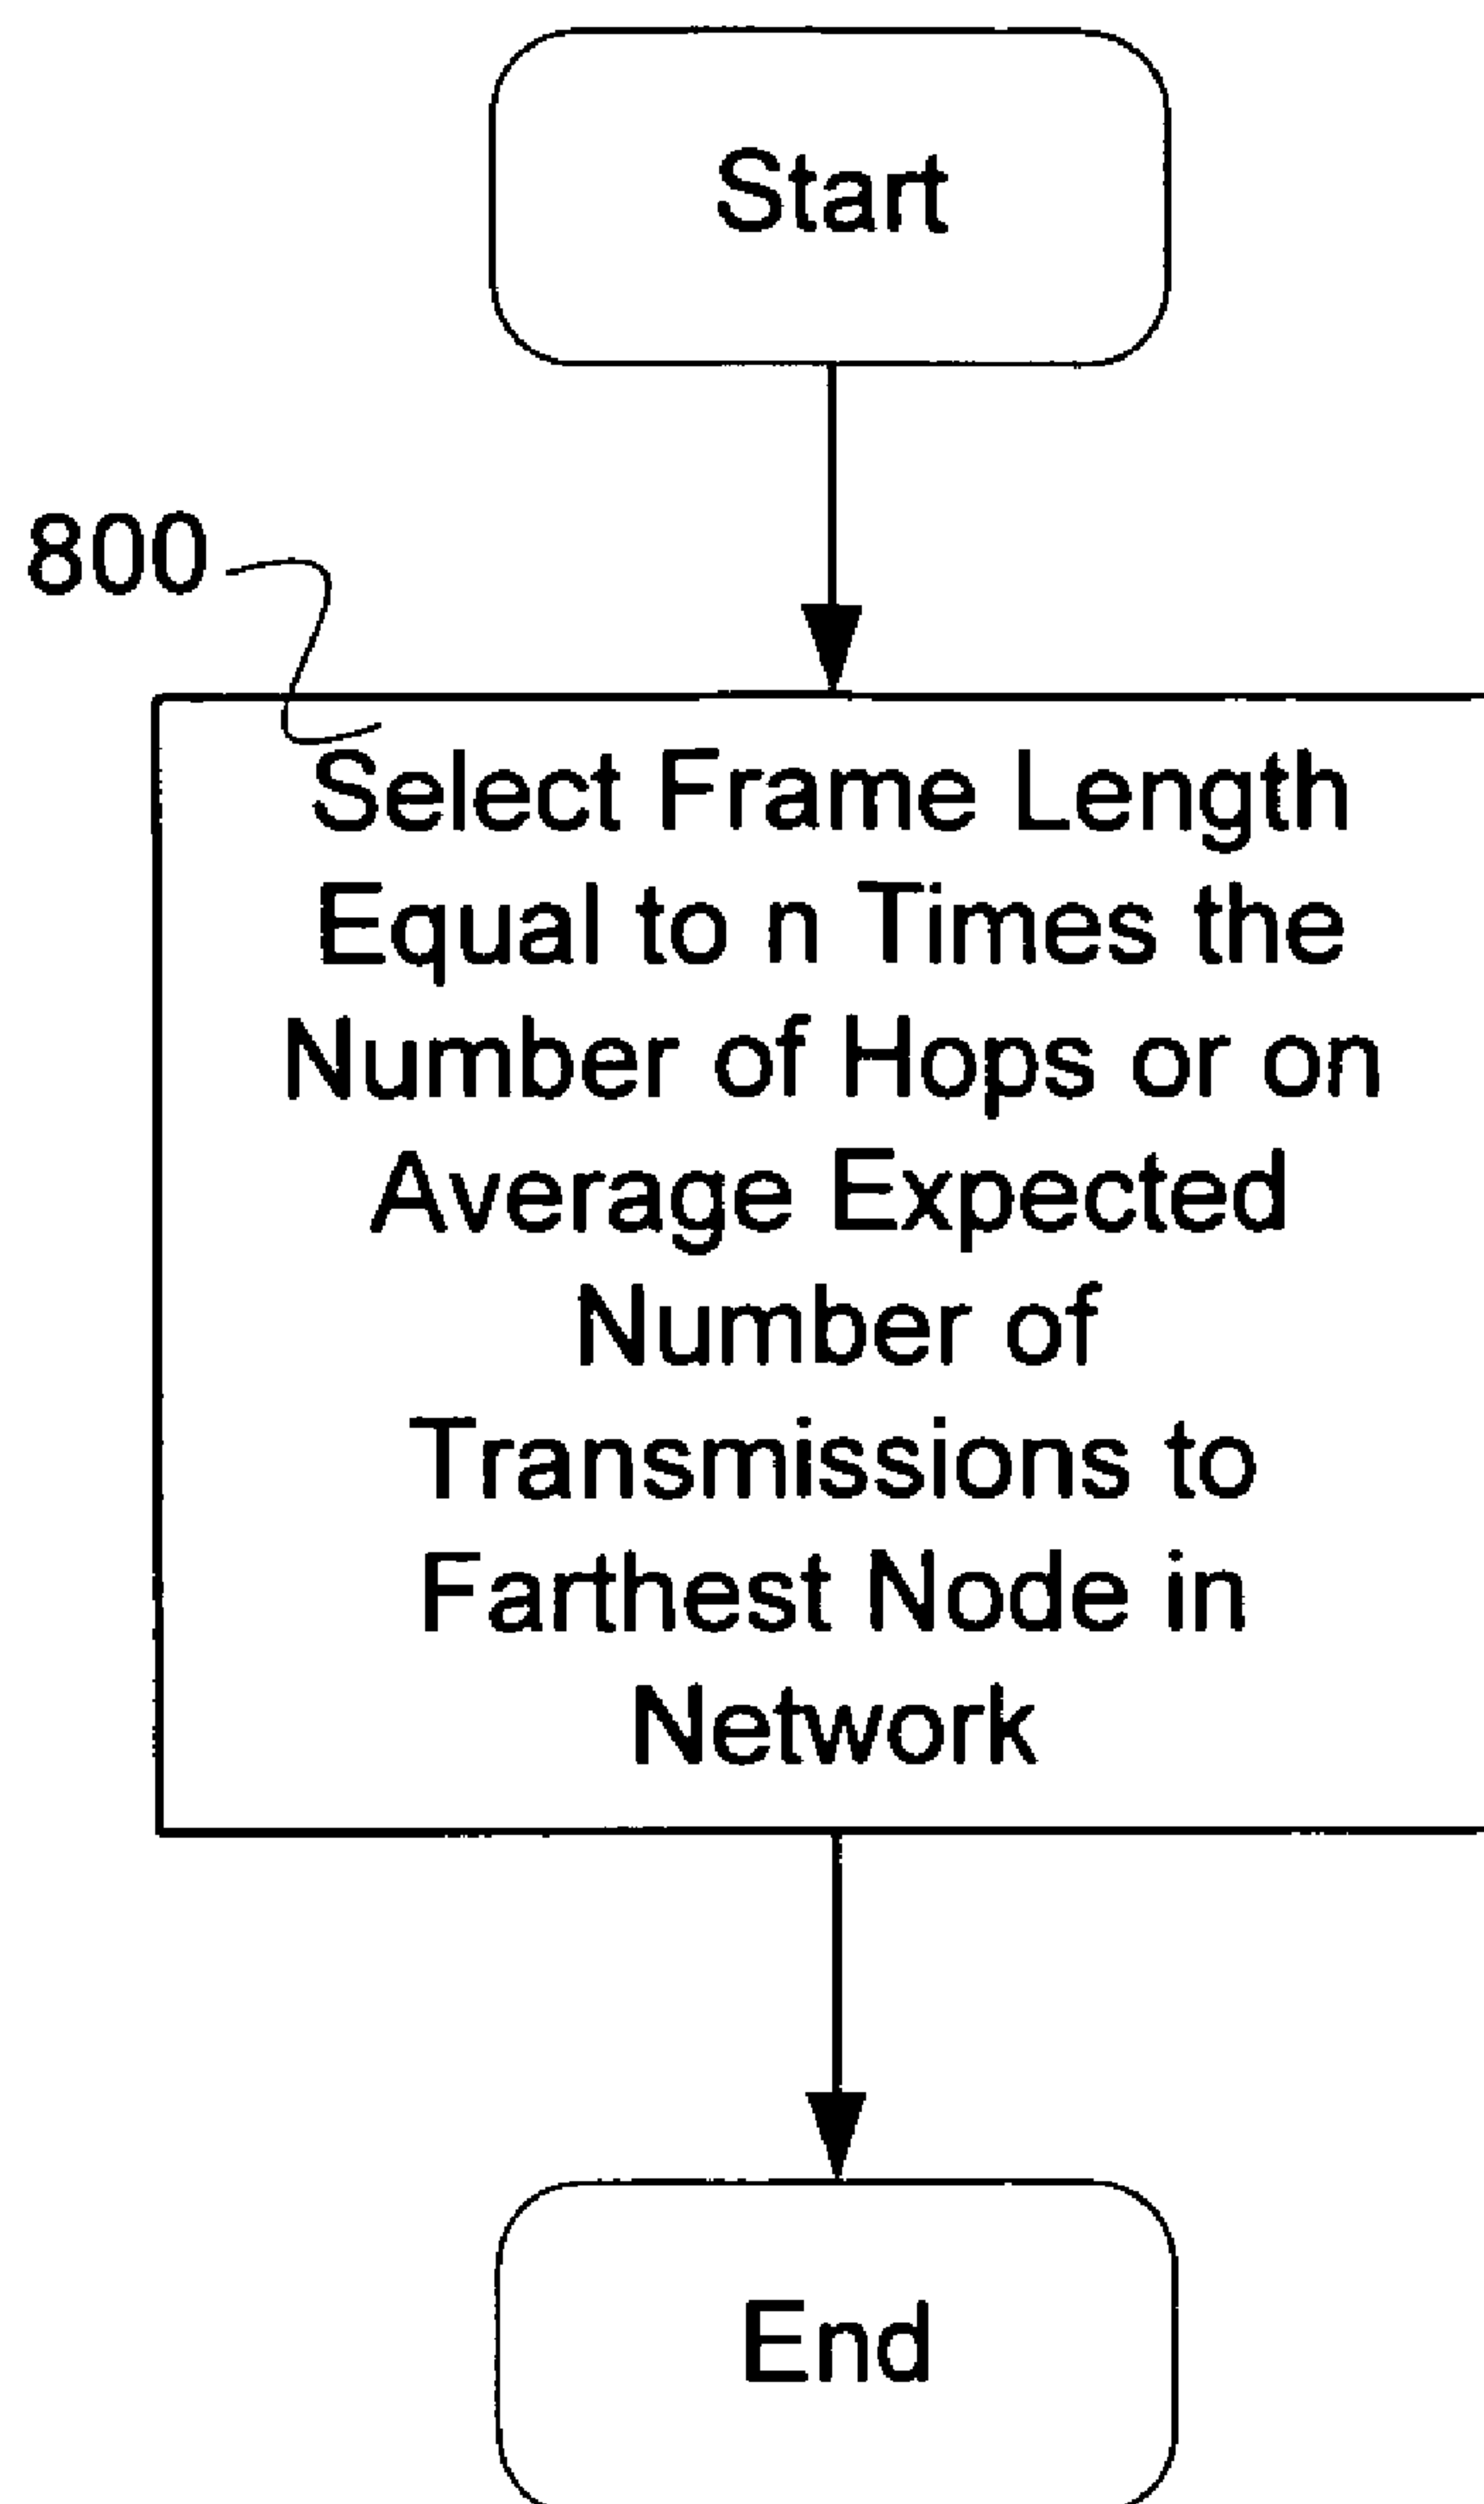 Start
800
Select Frame Length
Equal to n Times the
Number of Hops or on
Average Expected
Number of
Transmissions to
Farthest Node in
Network
End